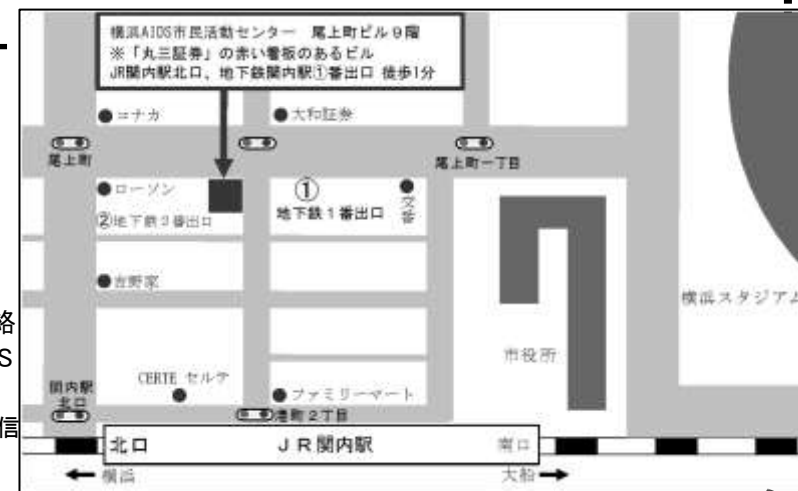 横浜AIDS市民活動センター　尾上町ビル９階
※「丸三証券」の赤い看板のあるビル
JR関内駅北口、地下鉄関内駅①番出口 徒歩1分
コナカ
大和証券
尾上町
尾上町一丁目
ローソン
①
地下鉄１番出口
交番
②地下鉄３番出口
吉野家
横浜スタジアム
市役所
絡
S
信
CERTE セルテ
ファミリーマート
関内駅
北口
港町２丁目
北口
ＪＲ関内駅
南口
横浜
大船